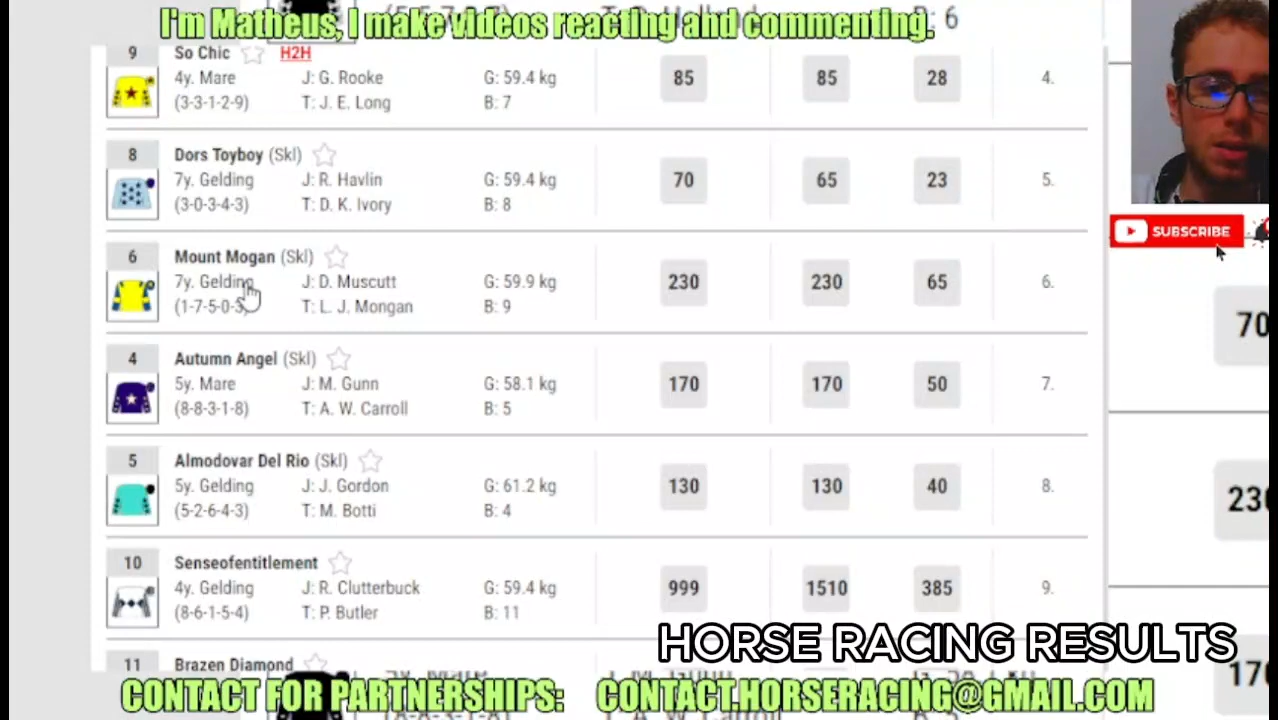 I'm Matheus, I make videos reacting and commenting.
B: 6
9 So Chic H2H
4y. Mare J: G. Rooke G: 59.4 kg 85 85 28 4.
(3-3-1-2-9) T: J. E. Long B: 7
8 Dors Toyboy (Skl)
7y. Gelding J: R. Havlin G: 59.4 kg 70 65 23 5.
(3-0-3-4-3) T: D. K. Ivory B: 8
SUBSCRIBE
6 Mount Mogan (Skl)
7y. Gelding J: D. Muscutt G: 59.9 kg 230 230 65 6.
(1-7-5-0- T: L. J. Mongan B: 9
70
4 Autumn Angel (Skl)
5y. Mare J: M. Gunn G: 58.1 kg 170 170 50 7.
(8-8-3-1-8) T: A. W. Carroll B: 5
5 Almodovar Del Rio (Skl)
5y. Gelding J: J. Gordon G: 61.2 kg 130 130 40 8.
(5-2-6-4-3) T: M. Botti B: 4
230
10 Senseofentitlement
4y. Gelding J: R. Clutterbuck G: 59.4 kg 999 1510 385 9.
(8-6-1-5-4) T: P. Butler B: 11
HORSE RACING RESULTS
11 Brazen Diamond
170
CONTACT FOR PARTNERSHIPS: CONTACT.HORSERACING@GMAIL.COM